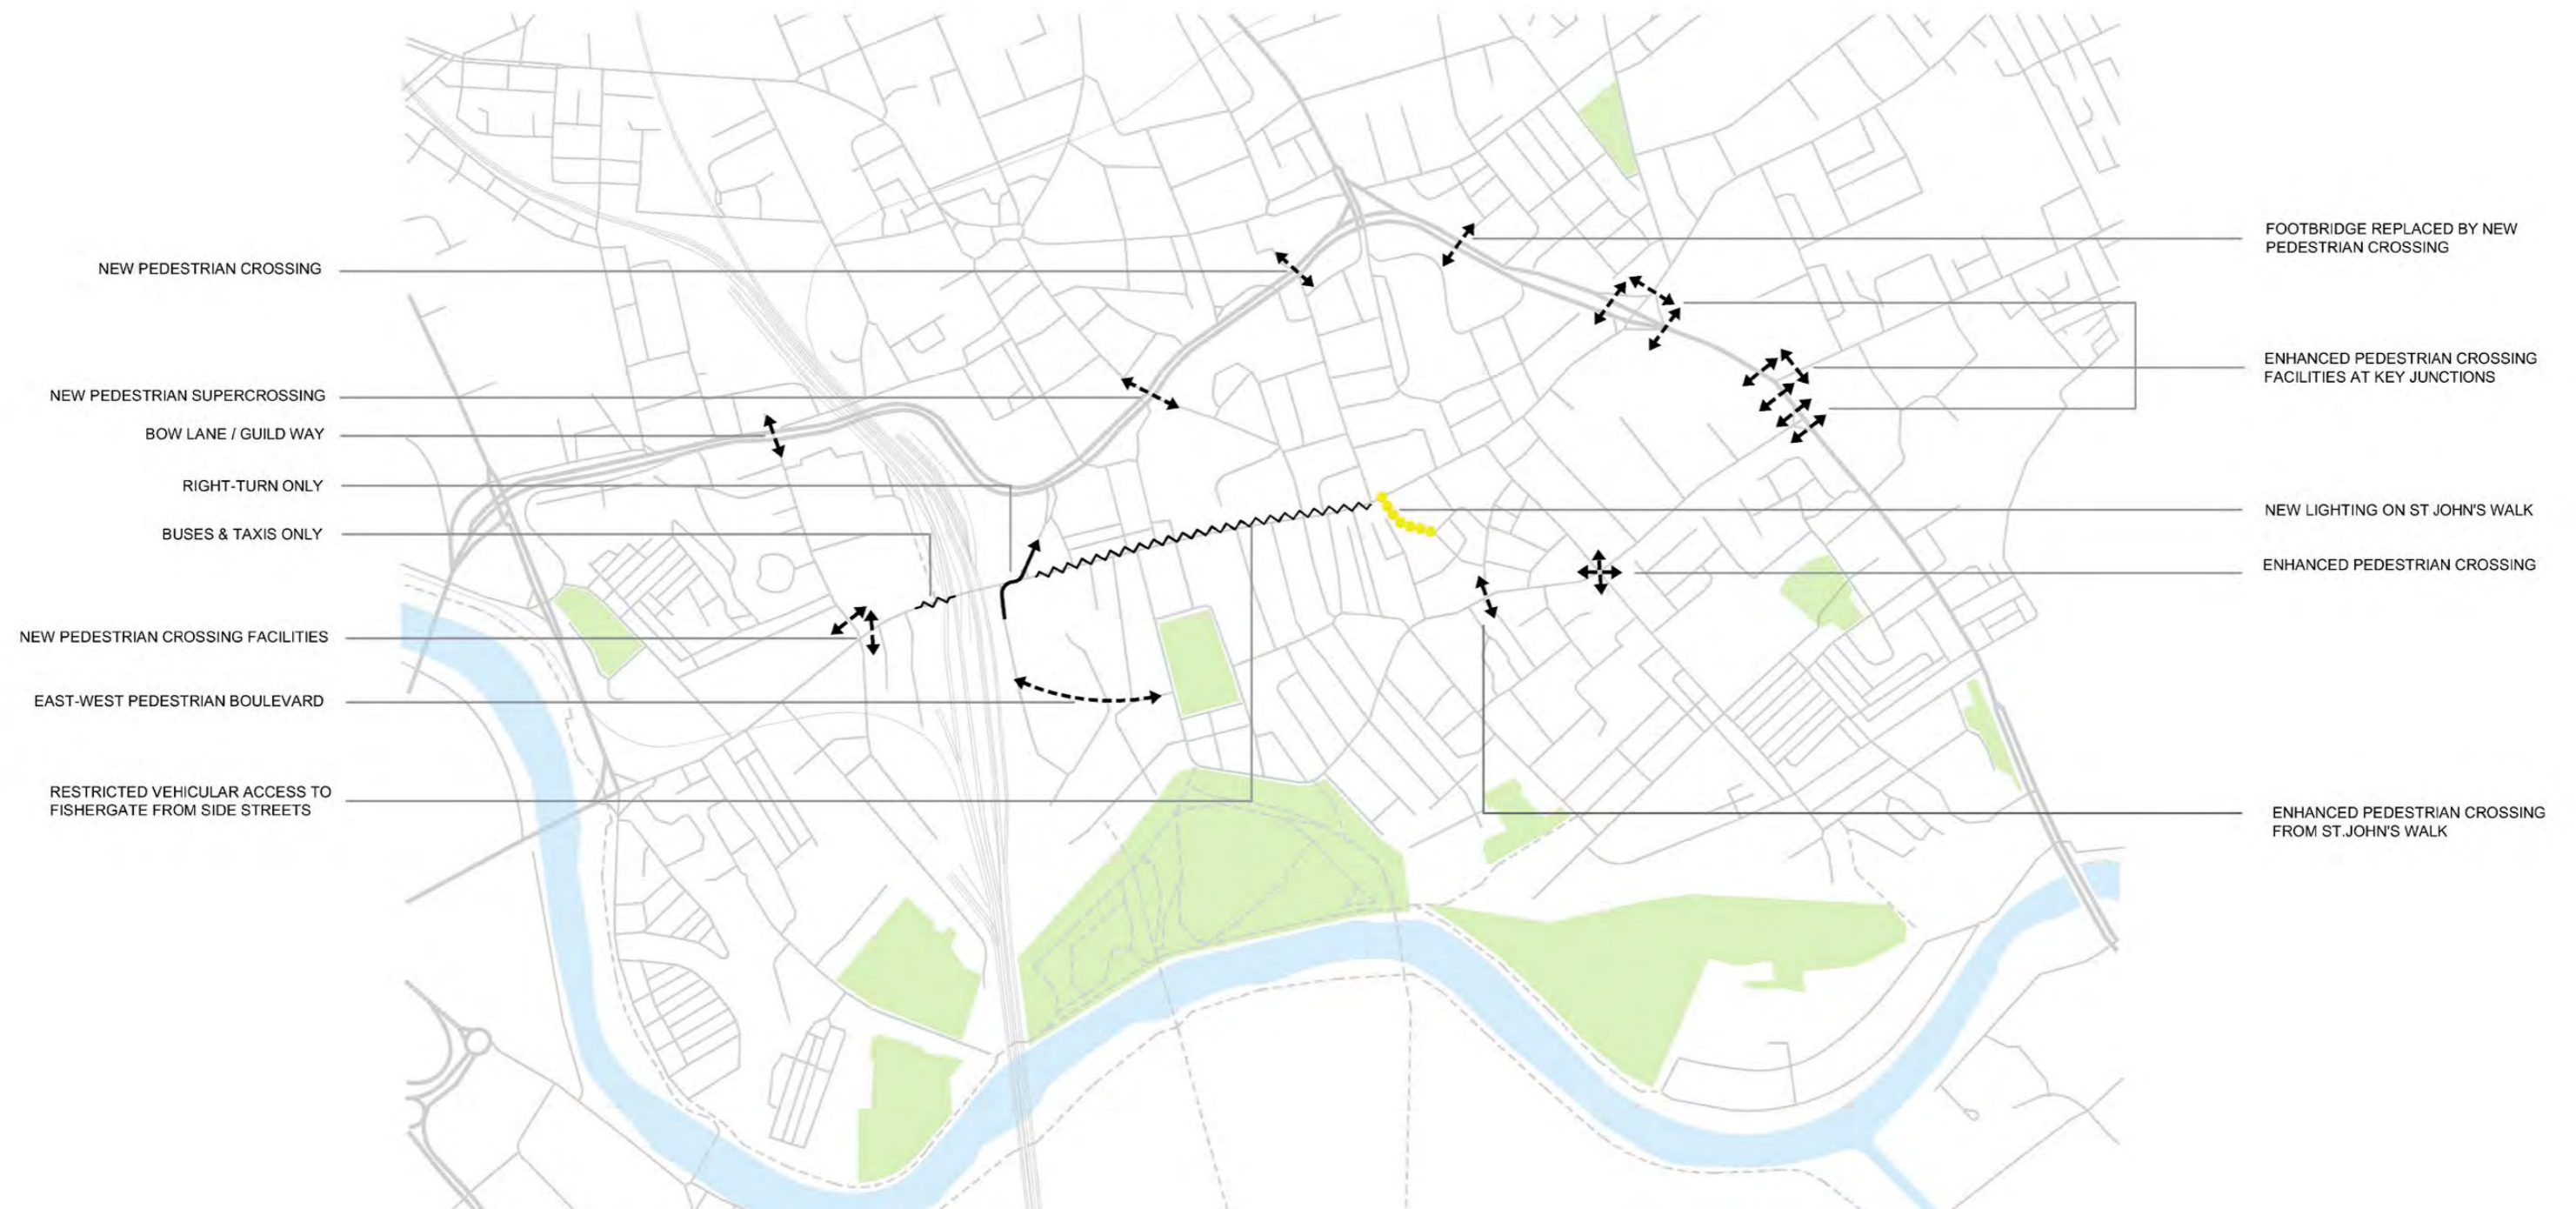 NEW PEDESTRIAN CROSSING
NEW PEDESTRIAN SUPERCROSSING
BOW LANE / GUILD WAY
RIGHT-TURN ONLY
BUSES & TAXIS ONLY
NEW PEDESTRIAN CROSSING FACILITIES
EAST-WEST PEDESTRIAN BOULEVARD
RESTRICTED VEHICULAR ACCESS TO
FISHERGATE FROM SIDE STREETS
FOOTBRIDGE REPLACED BY NEW
PEDESTRIAN CROSSING
ENHANCED PEDESTRIAN CROSSING
FACILITIES AT KEY JUNCTIONS
NEW LIGHTING ON ST JOHN'S WALK
ENHANCED PEDESTRIAN CROSSING
ENHANCED PEDESTRIAN CROSSING
FROM ST.JOHN'S WALK